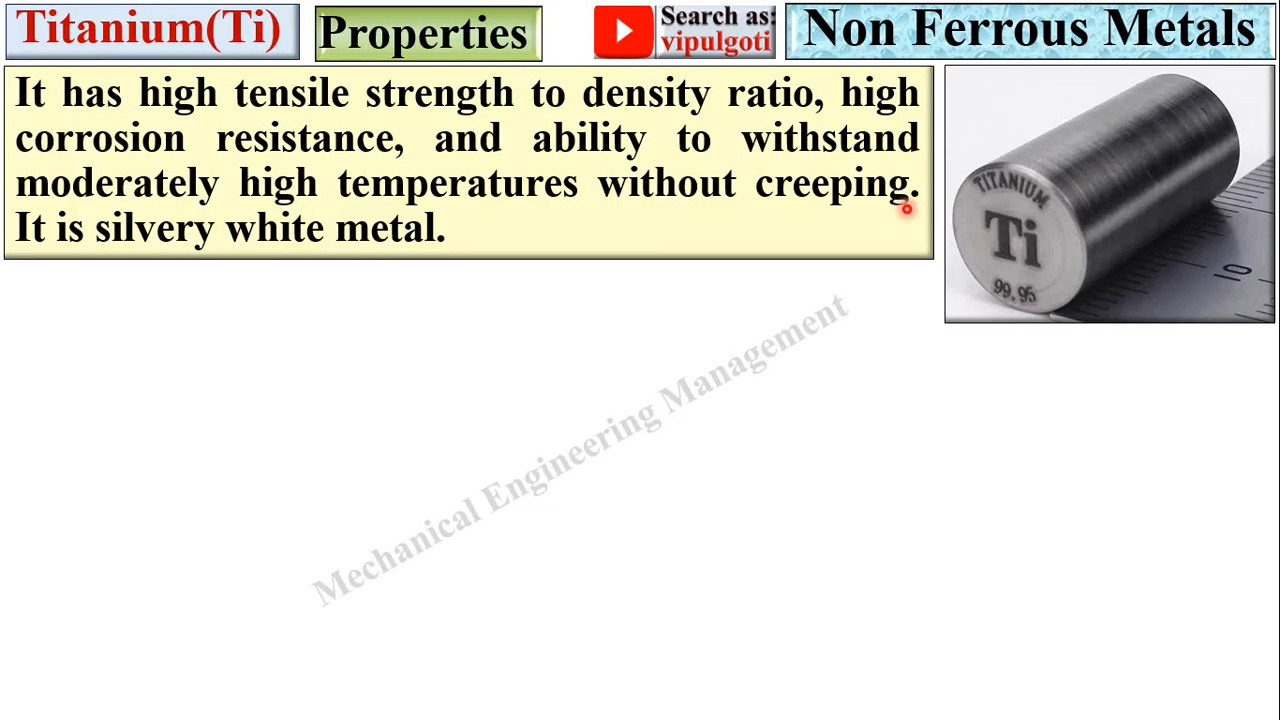 Titanium(Ti)
Properties
Search as:
vipulgoti
Non Ferrous Metals
It has high tensile strength to density ratio, high
corrosion resistance, and ability to withstand
moderately high temperatures without creeping.
It is silvery white metal.
TITANIUM
Ti
99.95
10
Mechanical Engineering Management